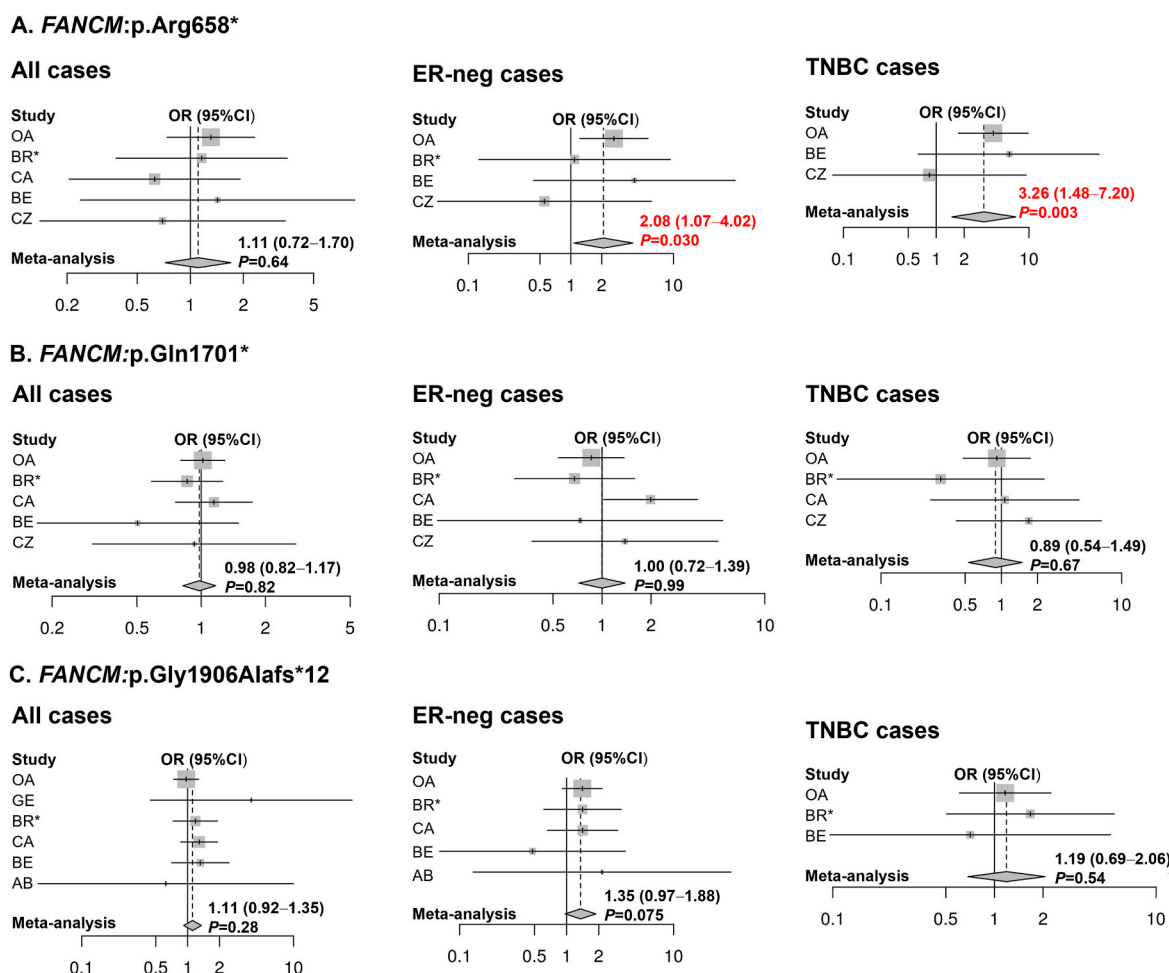 A. FANCM:p.Arg658*
All cases
Study OR (95%CI)
OA
BR*
CA
BE
CZ
1.11 (0.72–1.70)
Meta-analysis
P=0.64
0.2 0.5 1 2 5
ER-neg cases
Study OR (95%CI)
OA
BR*
BE
CZ
2.08 (1.07–4.02)
Meta-analysis
P=0.030
0.1 0.5 1 2 10
TNBC cases
Study OR (95%CI)
OA
BE
CZ
3.26 (1.48–7.20)
Meta-analysis
P=0.003
0.1 0.5 1 2 10
B. FANCM:p.Gln1701*
All cases
Study OR (95%CI)
OA
BR*
CA
BE
CZ
0.98 (0.82–1.17)
Meta-analysis
P=0.82
0.2 0.5 1 2 5
ER-neg cases
Study OR (95%CI)
OA
BR*
CA
BE
CZ
1.00 (0.72–1.39)
Meta-analysis
P=0.99
0.1 0.5 1 2 10
TNBC cases
Study OR (95%CI)
OA
BR*
CA
CZ
0.89 (0.54–1.49)
Meta-analysis
P=0.67
0.1 0.5 1 2 10
C. FANCM:p.Gly1906Alafs*12
All cases
Study OR (95%CI)
OA
GE
BR*
CA
BE
AB
1.11 (0.92–1.35)
Meta-analysis
P=0.28
0.1 0.5 1 2 10
ER-neg cases
Study OR (95%CI)
OA
BR*
CA
BE
AB
1.35 (0.97–1.88)
Meta-analysis
P=0.075
0.1 0.5 1 2 10
TNBC cases
Study OR (95%CI)
OA
BR*
BE
1.19 (0.69–2.06)
Meta-analysis
P=0.54
0.1 0.5 1 2 10